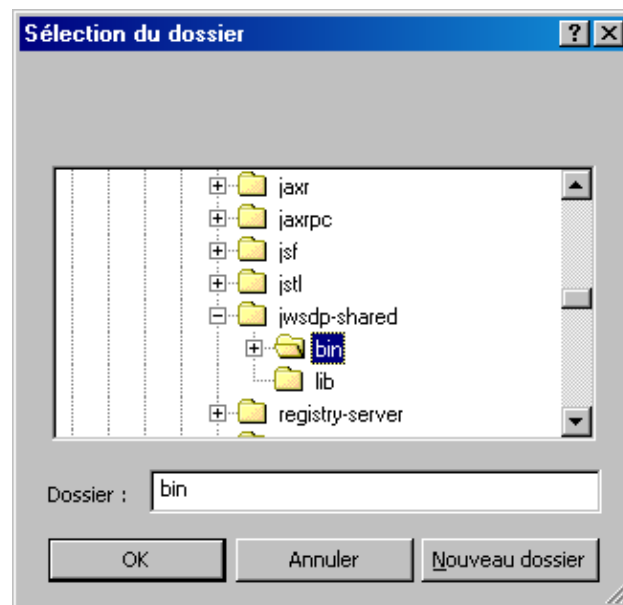 Sélection du dossier
jaxr
jaxrpc
jsf
jstl
jwsdp-shared
bin
lib
registry-server
Dossier :
bin
OK
Annuler
Nouveau dossier